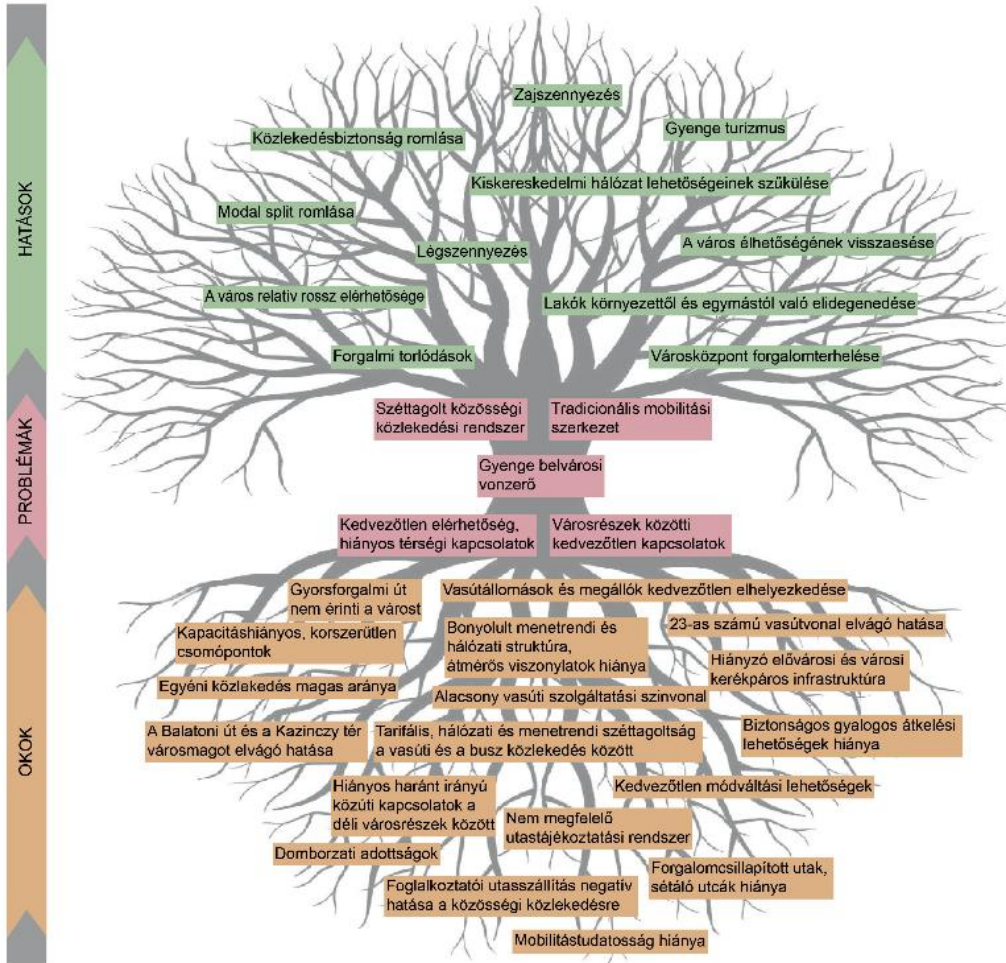 HATÁSOK
Zajszennyezés
Gyenge turizmus
Közlekedésbiztonság romlása
Kiskereskedelmi hálózat lehetőségeinek szűkülése
Modal split romlása
A város élhetőségének visszaesése
Légszennyezés
A város relatív rossz elérhetősége
Lakók környezettől és egymástól való elidegenedése
Forgalmi torlódások
Városközpont forgalomterhelése
PROBLÉMÁK
Széttagolt közösségi
közlekedési rendszer
Tradicionális mobilitási
szerkezet
Gyenge belvárosi
vonzerő
Kedvezőtlen elérhetőség,
hiányos térségi kapcsolatok
Városrészek közötti
kedvezőtlen kapcsolatok
OKOK
Gyorsforgalmi út
nem érinti a várost
Vasútállomások és megállók kedvezőtlen elhelyezkedése
Kapacitáshiányos, korszerűtlen
csomópontok
Bonyolult menetrendi és
hálózati struktúra,
átmérős viszonylatok hiánya
23-as számú vasútvonal elvágó hatása
Hiányzó elővárosi és városi
kerékpáros infrastruktúra
Egyéni közlekedés magas aránya
Alacsony vasúti szolgáltatási színvonal
A Balatoni út és a Kazinczy tér
városmagot elvágó hatása
Tarifális, hálózati és menetrendi széttagoltság
a vasúti és a busz közlekedés között
Biztonságos gyalogos átkelési
lehetőségek hiánya
Hiányos haránt irányú
közúti kapcsolatok a
déli városrészek között
Kedvezőtlen módváltási lehetőségek
Nem megfelelő
utastájékoztatási rendszer
Domborzati adottságok
Forgalomcsillapított utak,
sétáló utcák hiánya
Foglalkoztatói utasszállítás negatív
hatása a közösségi közlekedésre
Mobilitástudatosság hiánya